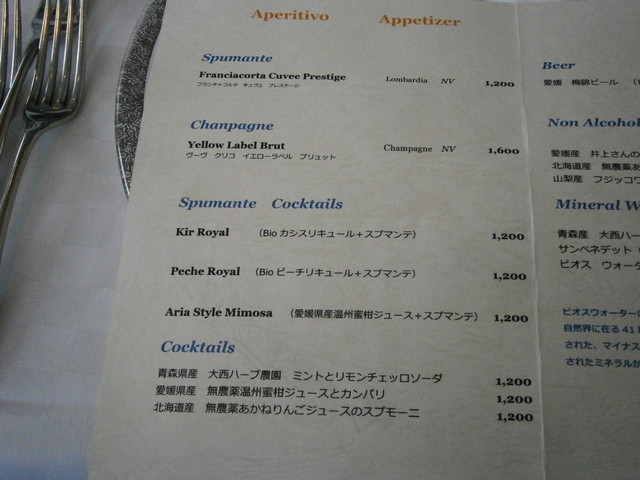 Aperitivo Appetizer
Spumante
Franciacorta Cuvee Prestige Lombardia NV 1,200
フランチャコルタ キュヴェ プレステージ
Chanpagne
Yellow Label Brut Champagne NV 1,600
ヴーヴ クリコ イエローラベル ブリュット
Spumante Cocktails
Kir Royal （Bio カシスリキュール＋スプマンテ） 1,200
Peche Royal （Bio ピーチリキュール＋スプマンテ） 1,200
Aria Style Mimosa （愛媛県産温州蜜柑ジュース＋スプマンテ） 1,200
Cocktails
青森県産 大西ハーブ農園 ミントとリモンチェッロソーダ 1,200
愛媛県産 無農薬温州蜜柑ジュースとカンパリ 1,200
北海道産 無農薬あかねりんごジュースのスプモーニ 1,200
Beer
愛媛 梅錦ビール
Non Alcohol
愛媛産 井上さんの
北海道産 無農薬あ
山梨産 フジッコワ
Mineral W
青森産 大西ハー
サンベネデット
ビオス ウォータ
ビオスウォーターに
自然界に在る 41
された、マイナス
されたミネラルが